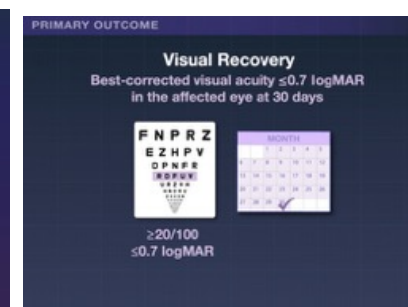 PRIMARY OUTCOME
Visual Recovery
Best-corrected visual acuity ≤0.7 logMAR
in the affected eye at 30 days
F N P R Z
E Z H P V
O P N F R
R D F U V
MONTH
≥20/100
≤0.7 logMAR